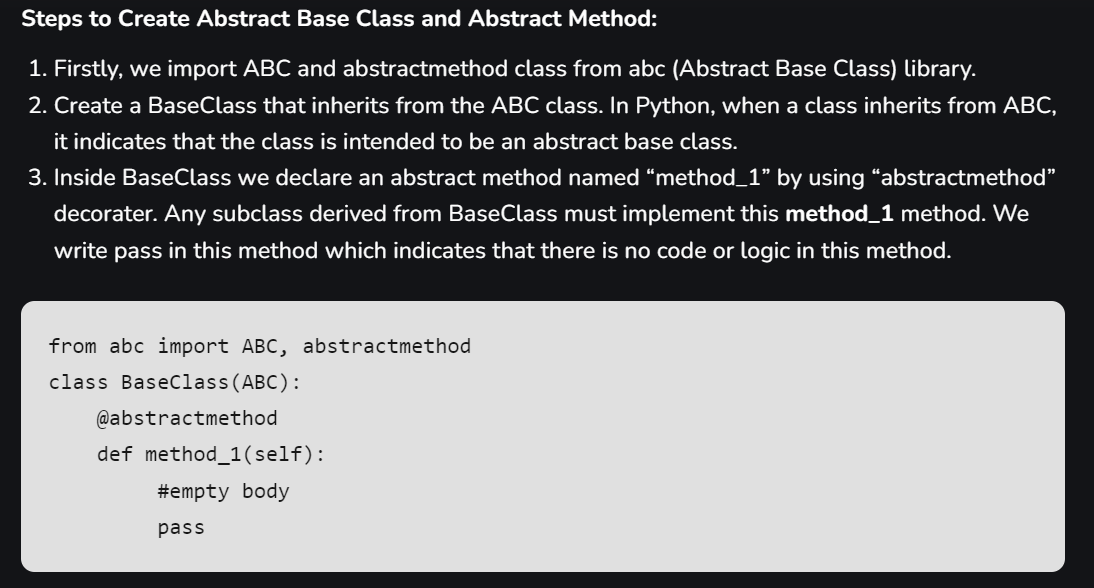 Steps to Create Abstract Base Class and Abstract Method:
1. Firstly, we import ABC and abstractmethod class from abc (Abstract Base Class) library.
2. Create a BaseClass that inherits from the ABC class. In Python, when a class inherits from ABC,
it indicates that the class is intended to be an abstract base class.
3. Inside BaseClass we declare an abstract method named “method_1” by using “abstractmethod”
decorater. Any subclass derived from BaseClass must implement this method_1 method. We
write pass in this method which indicates that there is no code or logic in this method.
from abc import ABC, abstractmethod
class BaseClass(ABC):
    @abstractmethod
    def method_1(self):
         #empty body
         pass